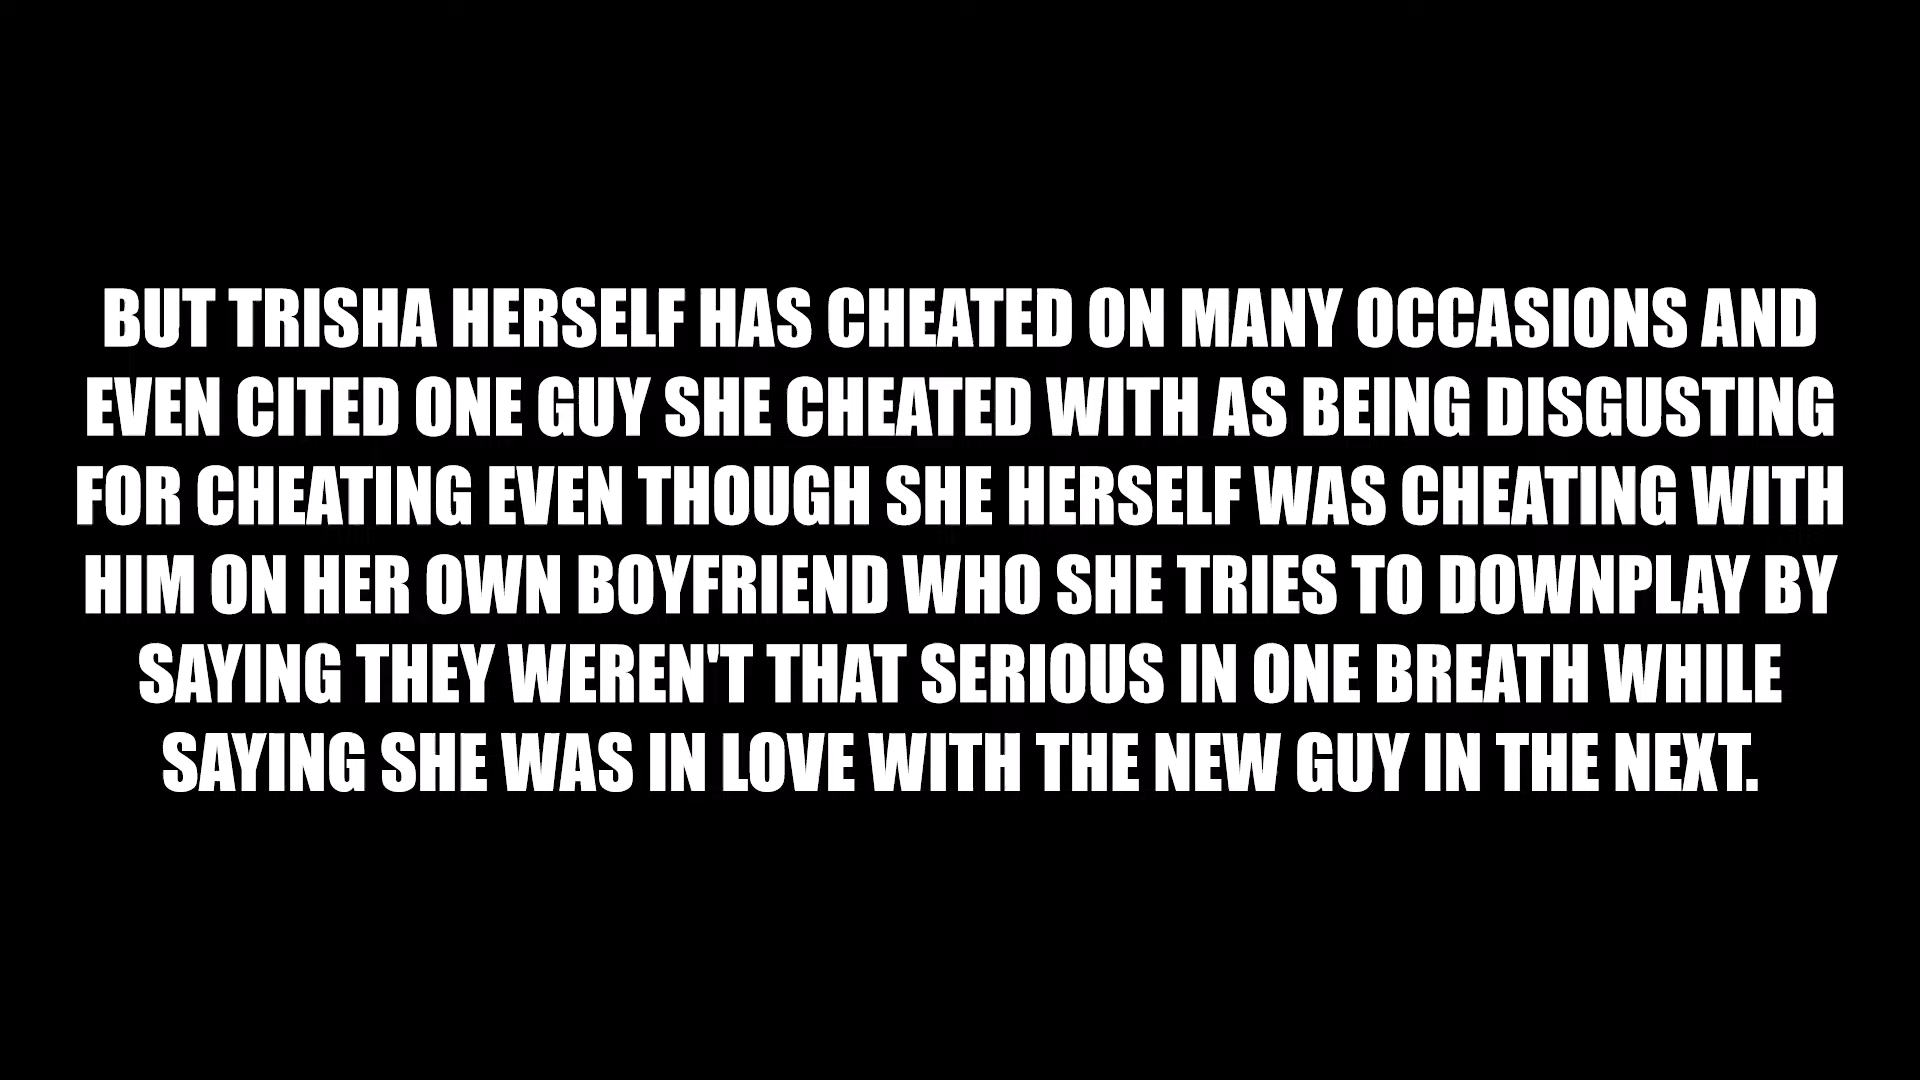 BUT TRISHA HERSELF HAS CHEATED ON MANY OCCASIONS AND
EVEN CITED ONE GUY SHE CHEATED WITH AS BEING DISGUSTING
FOR CHEATING EVEN THOUGH SHE HERSELF WAS CHEATING WITH
HIM ON HER OWN BOYFRIEND WHO SHE TRIES TO DOWNPLAY BY
SAYING THEY WEREN'T THAT SERIOUS IN ONE BREATH WHILE
SAYING SHE WAS IN LOVE WITH THE NEW GUY IN THE NEXT.